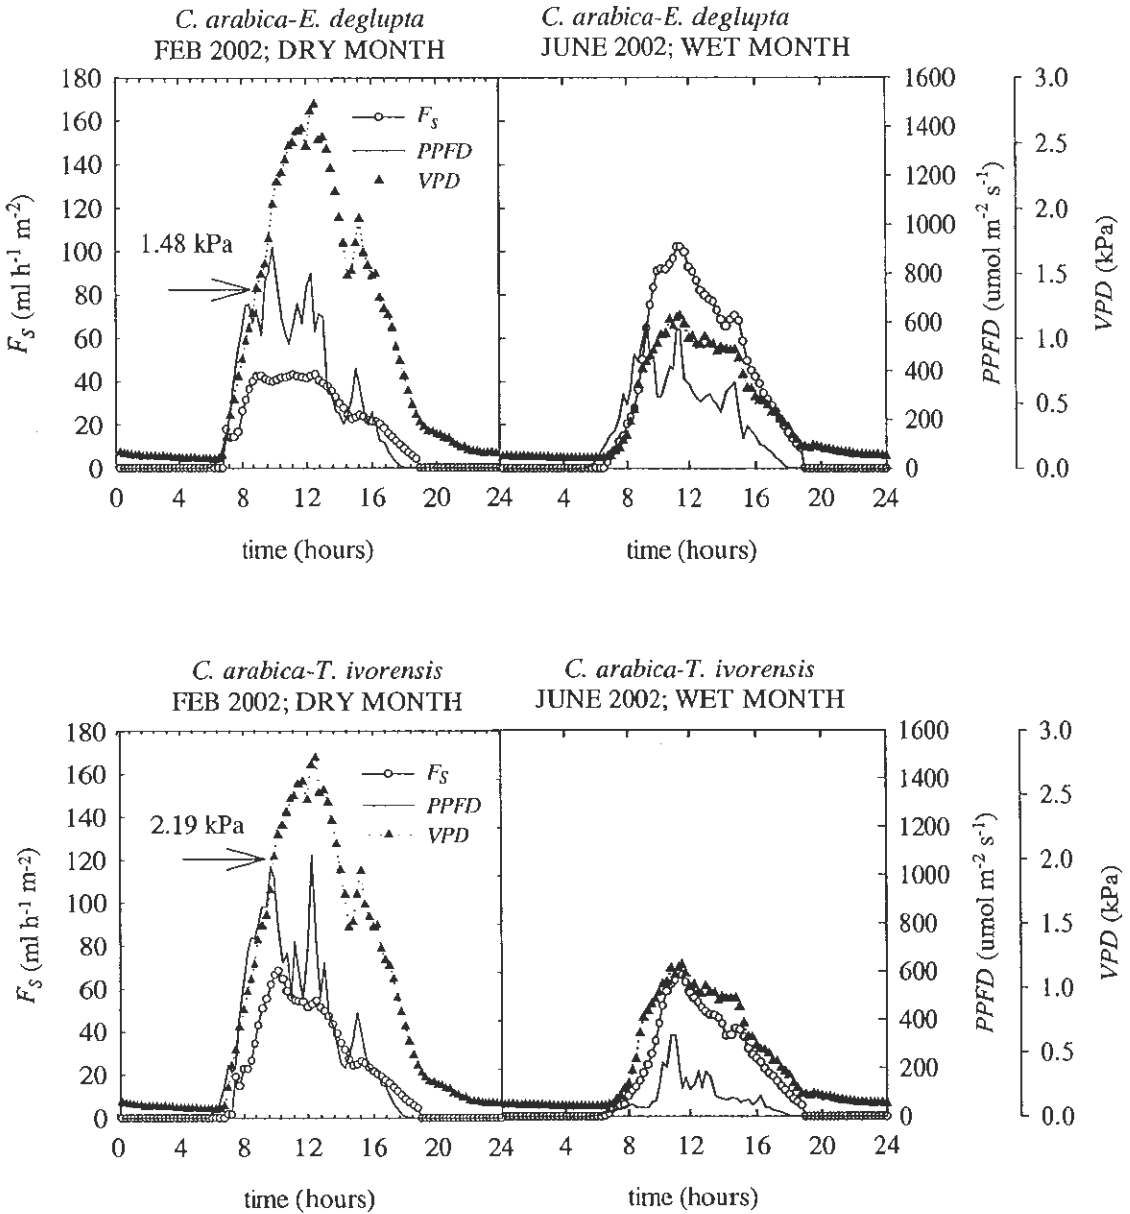 C. arabica-E. deglupta
FEB 2002; DRY MONTH
C. arabica-E. deglupta
JUNE 2002; WET MONTH
180
160
140
120
100
80
60
40
20
0
F_S (ml h-1 m-2)
F_S
PPFD
VPD
1.48 kPa
0 4 8 12 16 20 24
time (hours)
4 8 12 16 20 24
time (hours)
1600
1400
1200
1000
800
600
400
200
0
PPFD (umol m-2 s-1)
3.0
2.5
2.0
1.5
1.0
0.5
0.0
VPD (kPa)
C. arabica-T. ivorensis
FEB 2002; DRY MONTH
C. arabica-T. ivorensis
JUNE 2002; WET MONTH
180
160
140
120
100
80
60
40
20
0
F_S (ml h-1 m-2)
F_S
PPFD
VPD
2.19 kPa
0 4 8 12 16 20 24
time (hours)
4 8 12 16 20 24
time (hours)
1600
1400
1200
1000
800
600
400
200
0
PPFD (umol m-2 s-1)
3.0
2.5
2.0
1.5
1.0
0.5
0.0
VPD (kPa)